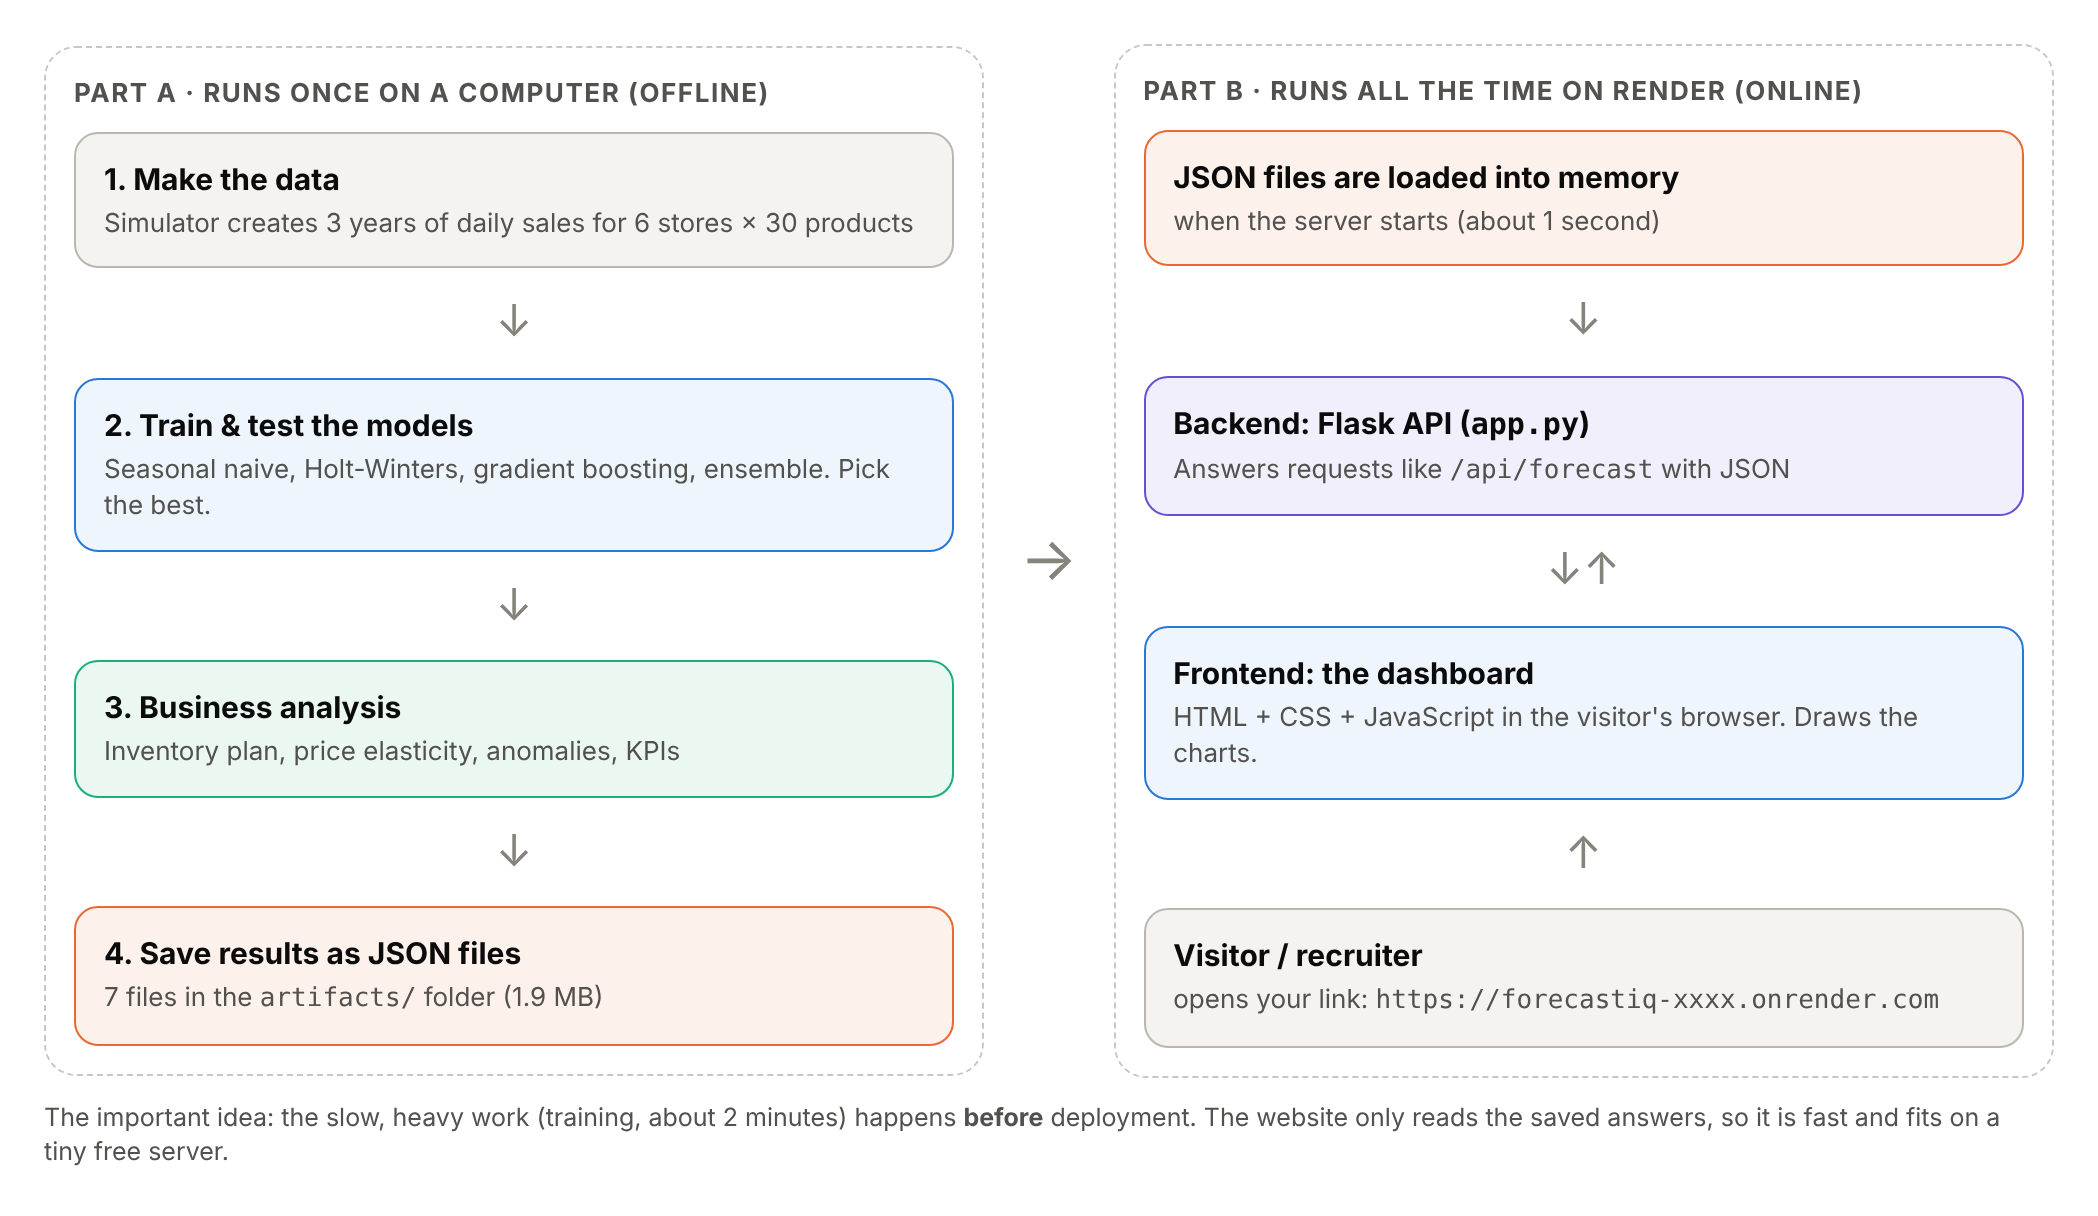 PART A · RUNS ONCE ON A COMPUTER (OFFLINE)
1. Make the data
Simulator creates 3 years of daily sales for 6 stores × 30 products
↓
2. Train & test the models
Seasonal naive, Holt-Winters, gradient boosting, ensemble. Pick
the best.
↓
3. Business analysis
Inventory plan, price elasticity, anomalies, KPIs
↓
4. Save results as JSON files
7 files in the artifacts/ folder (1.9 MB)
→
PART B · RUNS ALL THE TIME ON RENDER (ONLINE)
JSON files are loaded into memory
when the server starts (about 1 second)
↓
Backend: Flask API (app.py)
Answers requests like /api/forecast with JSON
↓↑
Frontend: the dashboard
HTML + CSS + JavaScript in the visitor's browser. Draws the
charts.
↑
Visitor / recruiter
opens your link: https://forecastiq-xxxx.onrender.com
The important idea: the slow, heavy work (training, about 2 minutes) happens before deployment. The website only reads the saved answers, so it is fast and fits on a
tiny free server.